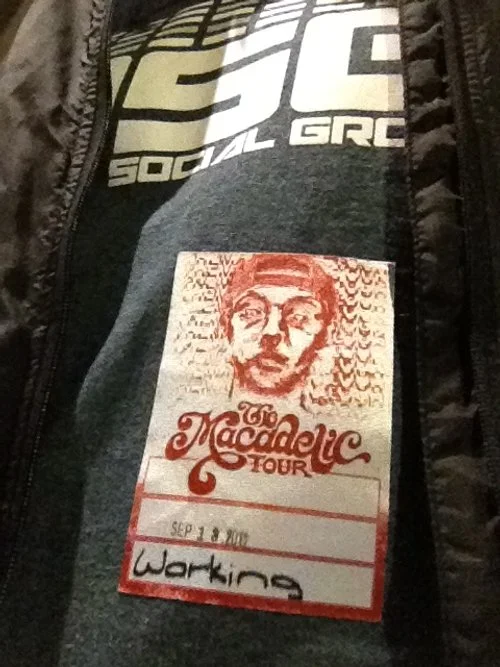 SOCIAL GRO
The
Macadelic
TOUR
SEP 18 2012
Working